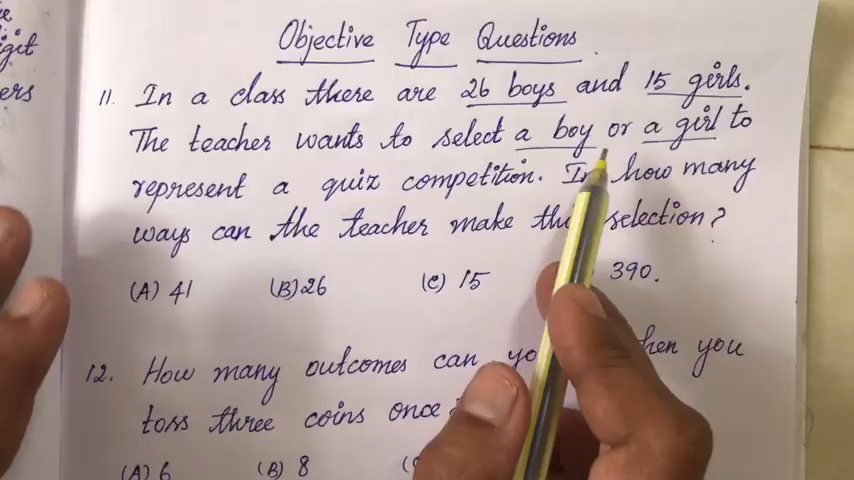 Objective Type Questions.
11. In a class there are 26 boys and 15 girls.
The teacher wants to select a boy or a girl to
represent a quiz competition. In how many
ways can the teacher make the selection?
(A) 41 (B) 26 (C) 15 390.
12. How many outcomes can when you
toss three coins once
(A) 6 (B) 8